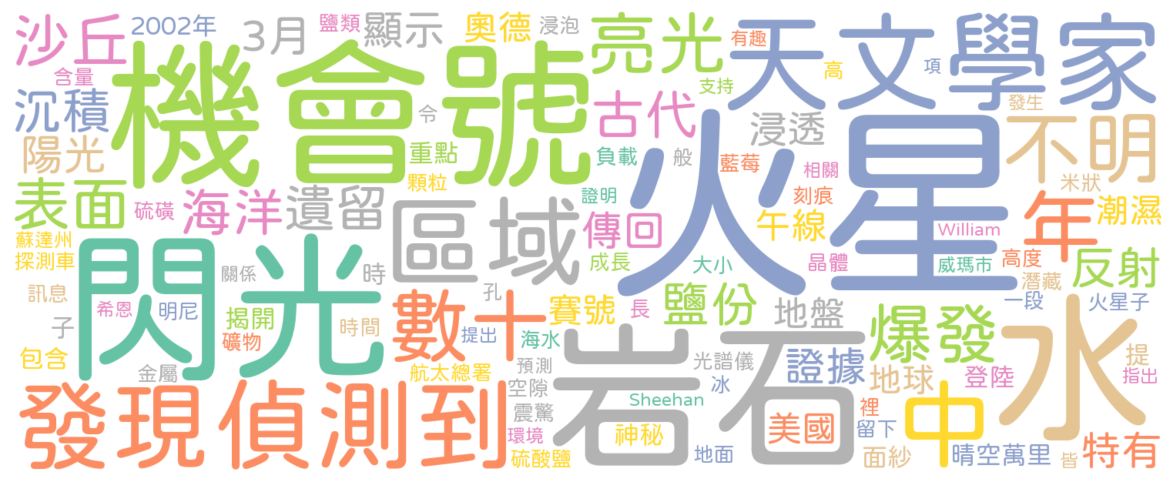 沙丘
2002年
3月
鹽類
顯示
奧德
浸泡
亮光
有趣
天文學家
含量
機會號
支持
高
項
沉積
令
古代
浸透
發生
陽光
重點
負載
般
藍莓
火星
不明
表面
硫磺
海洋
遺留
顆粒
證明
相關
刻痕
米狀
區域
傳回
午線
William
年
潮濕
蘇達州
探測車
閃光
關係
時
成長
大小
晶體
威瑪市
高度
反射
訊息
希恩
明尼
孔
數十
賽號
長
鹽份
地盤
潛藏
一段
火星子
子
揭開
時間
提出
海水
岩石
爆發
水
包含
礦物
金屬
航太總署
預測
光譜儀
證據
地球
登陸
提
指出
發現
偵測到
空隙
震驚
冰
Sheehan
中
環境
神秘
美國
裡
留下
硫酸鹽
地面
面紗
晴空萬里
皆
特有